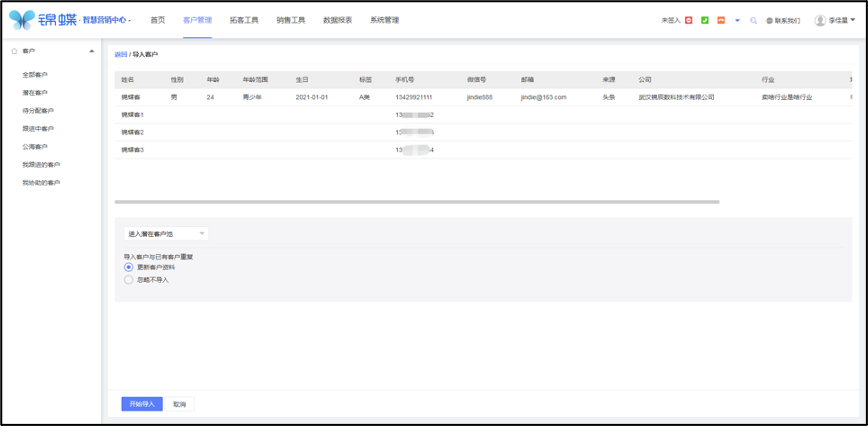 锦蝶 · 智慧营销中心 · 首页 客户管理 拓客工具 销售工具 数据报表 系统管理 未签入 联系我们 李佳星
客户
全部客户
潜在客户
待分配客户
跟进中客户
公海客户
我跟进的客户
我协助的客户
返回 / 导入客户
姓名 性别 年龄 年龄范围 生日 标签 手机号 微信号 邮箱 来源 公司 行业
锦蝶客 男 24 青少年 2021-01-01 A类 13429921111 jindie888 jindie@163.com 头条 武汉锦辰数科技术有限公司 卖啥行业是啥行业
锦蝶客1 13 2
锦蝶客2
锦蝶客3 13 4
进入潜在客户池
导入客户与已有客户重复
更新客户资料
忽略不导入
开始导入 取消